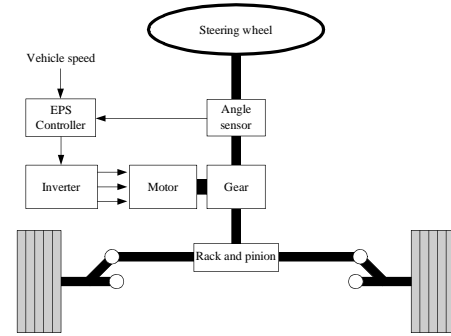 Steering wheel
Vehicle speed
EPS
Controller
Angle
sensor
Inverter
Motor
Gear
Rack and pinion